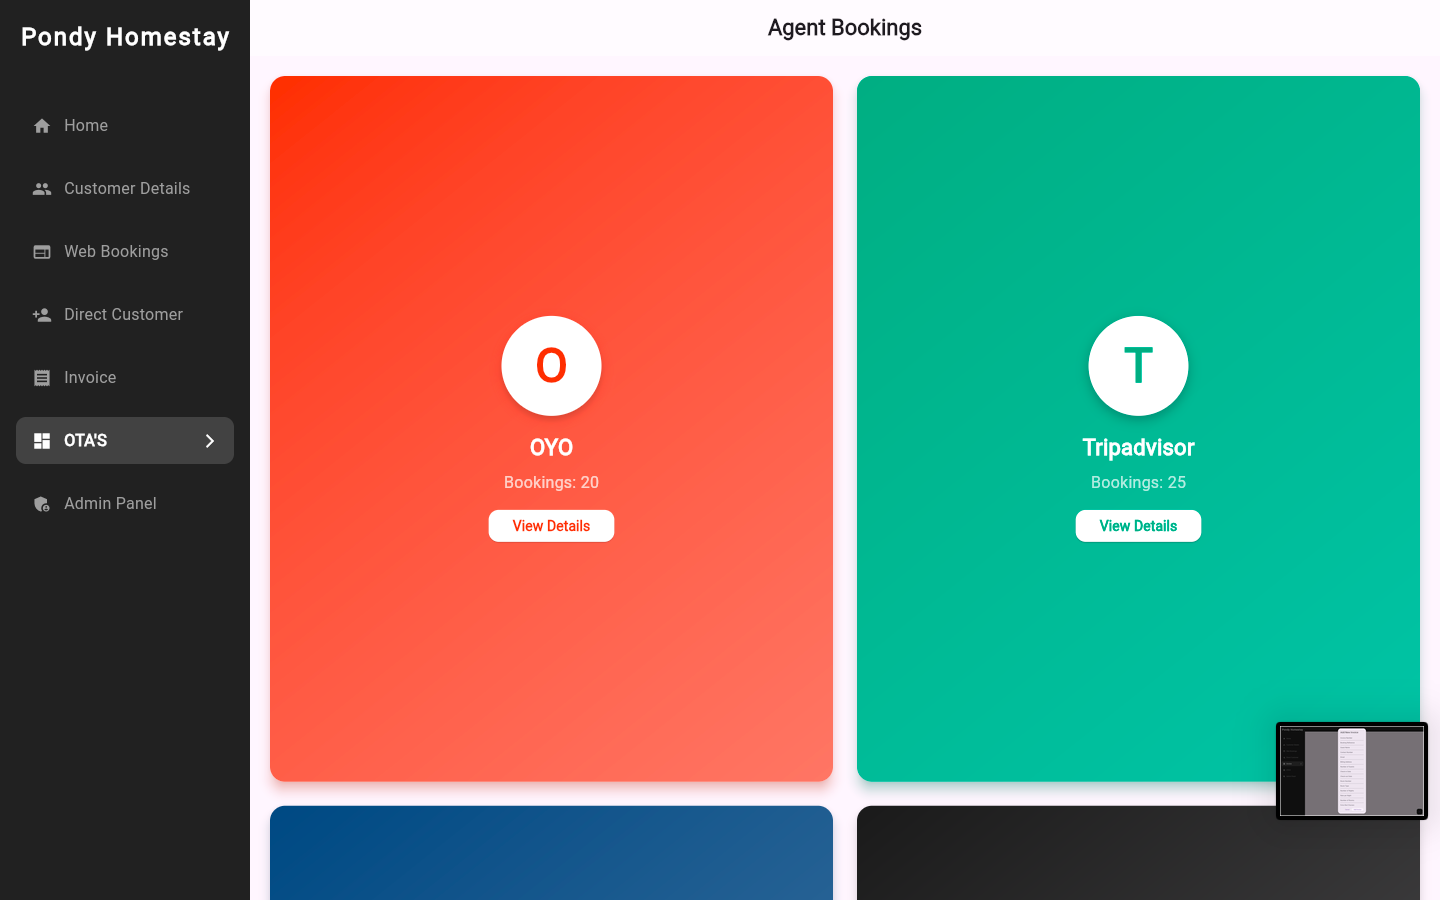 Pondy Homestay
Home
Customer Details
Web Bookings
Direct Customer
Invoice
OTA'S
Admin Panel
Agent Bookings
O
OYO
Bookings: 20
View Details
T
Tripadvisor
Bookings: 25
View Details